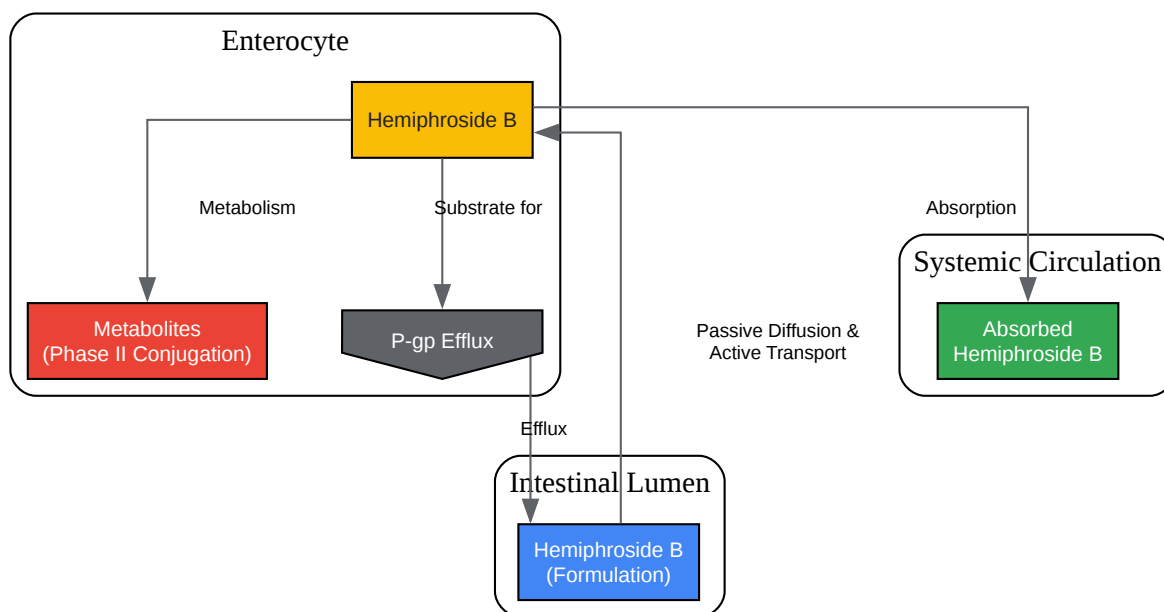 Enterocyte
Hemiphroside B
Metabolism
Substrate for
Absorption
Systemic Circulation
Metabolites
(Phase II Conjugation)
P-gp Efflux
Passive Diffusion &
Active Transport
Absorbed
Hemiphroside B
Efflux
Intestinal Lumen
Hemiphroside B
(Formulation)